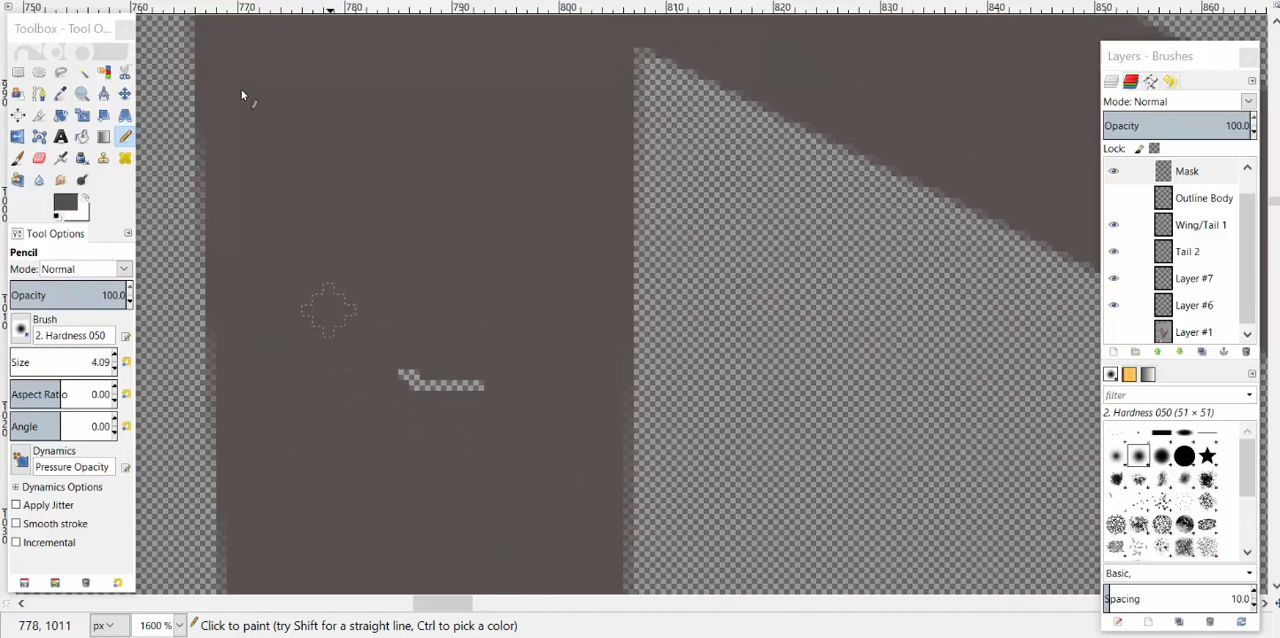 750
760
770
780
790
800
810
820
830
840
850
860
Toolbox - Tool O...
Layers - Brushes
Mode: Normal
Opacity 100.0
Lock:
Mask
Outline Body
Wing/Tail 1
Tail 2
Layer #7
Layer #6
Layer #1
Tool Options
Pencil
Mode: Normal
Opacity 100.0
Brush
2. Hardness 050
Size 4.09
Aspect Ratio 0.00
Angle 0.00
Dynamics
Pressure Opacity
Dynamics Options
Apply Jitter
Smooth stroke
Incremental
filter
2. Hardness 050 (51 × 51)
Basic,
Spacing 10.0
778, 1011 px 1600 % Click to paint (try Shift for a straight line, Ctrl to pick a color)